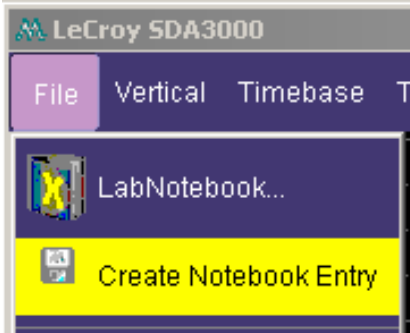 LeCroy SDA3000
File Vertical Timebase T
LabNotebook...
Create Notebook Entry